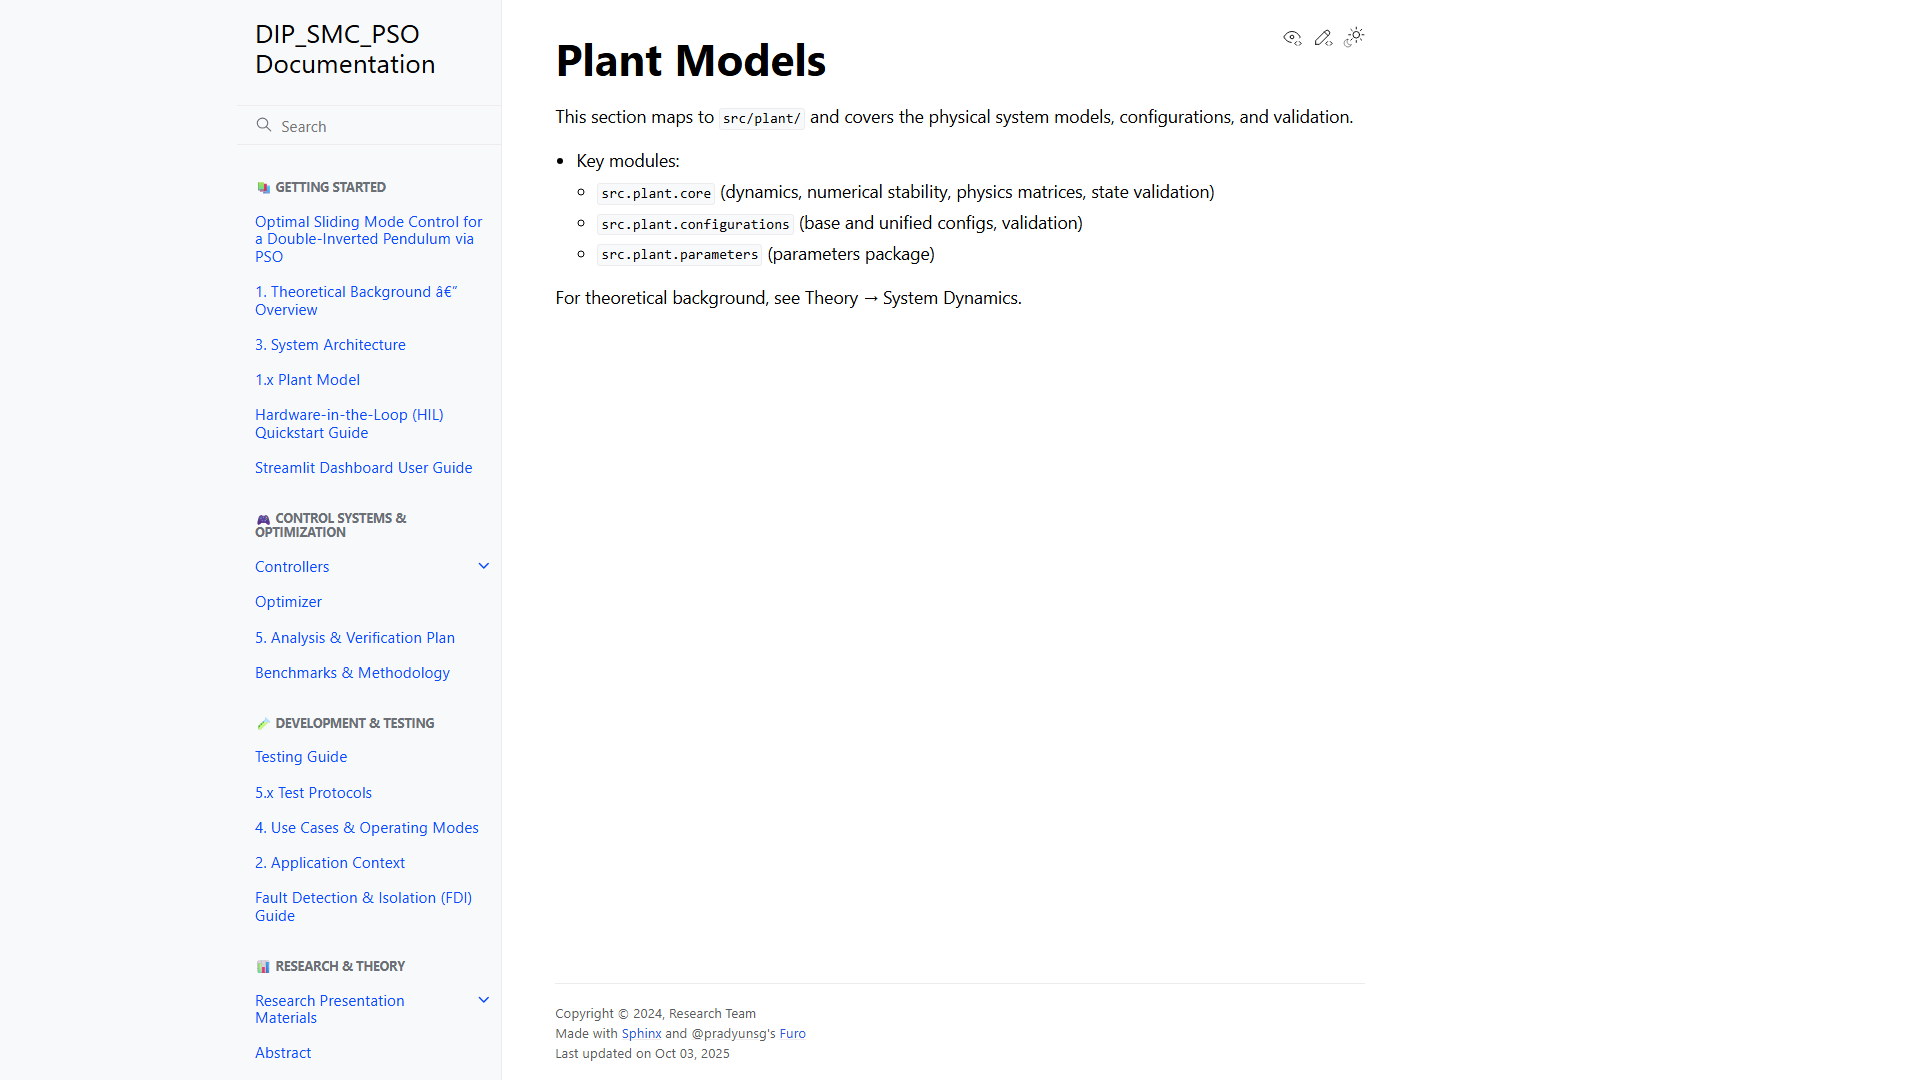 DIP_SMC_PSO
Documentation
Search
GETTING STARTED
Optimal Sliding Mode Control for
a Double-Inverted Pendulum via
PSO
1. Theoretical Background â€”
Overview
3. System Architecture
1.x Plant Model
Hardware-in-the-Loop (HIL)
Quickstart Guide
Streamlit Dashboard User Guide
CONTROL SYSTEMS &
OPTIMIZATION
Controllers
Optimizer
5. Analysis & Verification Plan
Benchmarks & Methodology
DEVELOPMENT & TESTING
Testing Guide
5.x Test Protocols
4. Use Cases & Operating Modes
2. Application Context
Fault Detection & Isolation (FDI)
Guide
RESEARCH & THEORY
Research Presentation
Materials
Abstract
Plant Models
This section maps to src/plant/ and covers the physical system models, configurations, and validation.
• Key modules:
◦ src.plant.core (dynamics, numerical stability, physics matrices, state validation)
◦ src.plant.configurations (base and unified configs, validation)
◦ src.plant.parameters (parameters package)
For theoretical background, see Theory → System Dynamics.
Copyright © 2024, Research Team
Made with Sphinx and @pradyunsg's Furo
Last updated on Oct 03, 2025